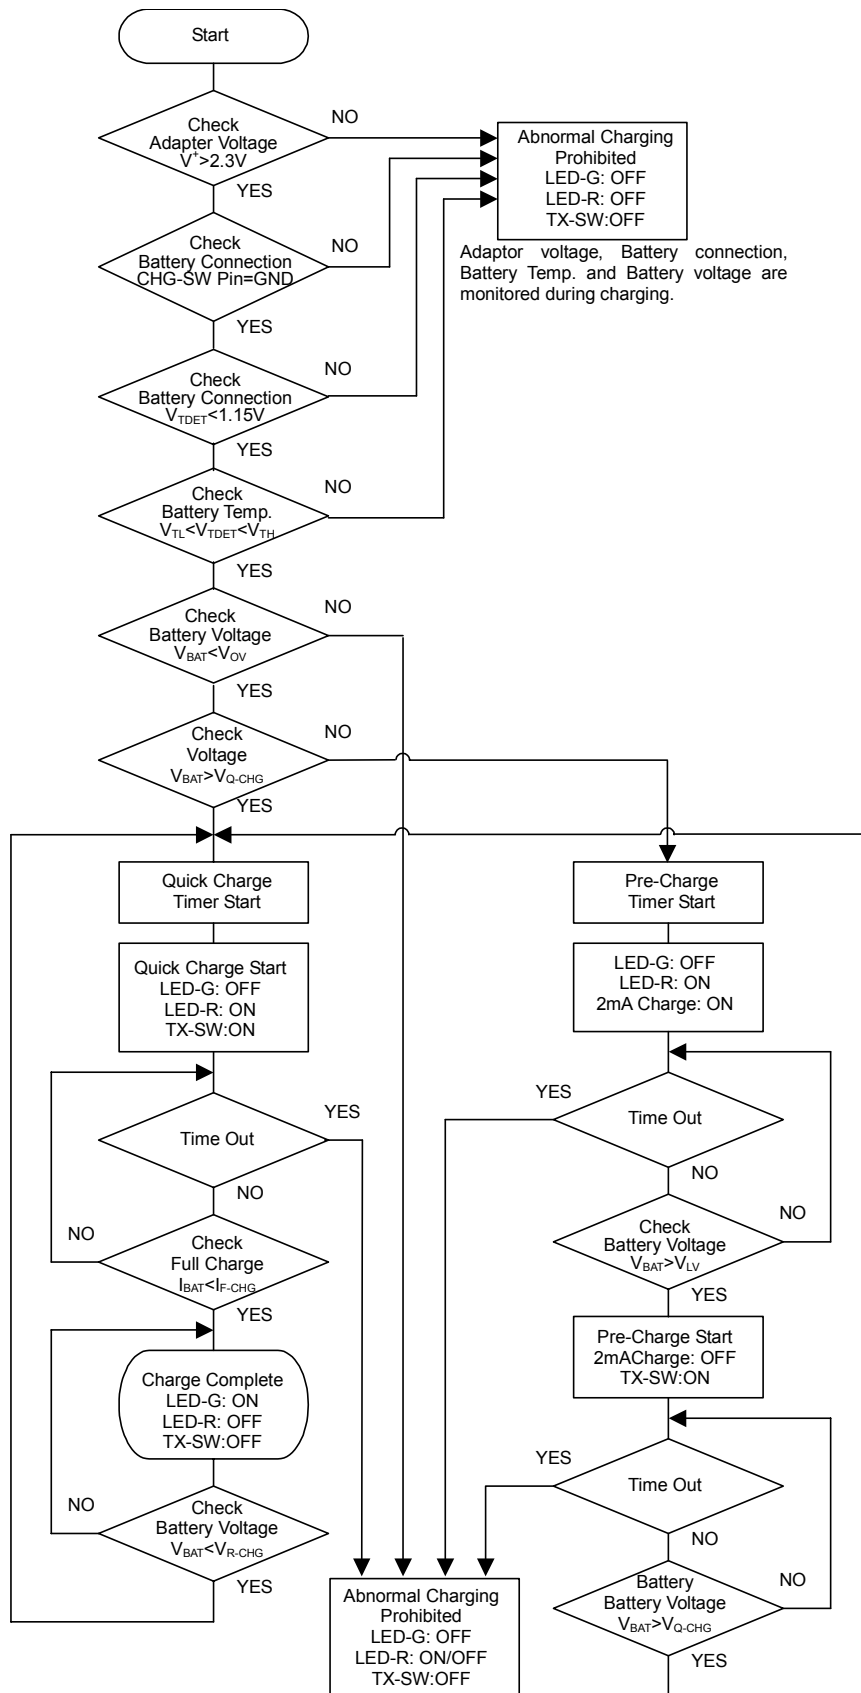 Start
Check
Adapter Voltage
V+>2.3V
NO
YES
Abnormal Charging
Prohibited
LED-G: OFF
LED-R: OFF
TX-SW:OFF
Adaptor voltage, Battery connection,
Battery Temp. and Battery voltage are
monitored during charging.
Check
Battery Connection
CHG-SW Pin=GND
NO
YES
Check
Battery Connection
VTDET<1.15V
NO
YES
Check
Battery Temp.
VTL<VTDET<VTH
NO
YES
Check
Battery Voltage
VBAT<VOV
NO
YES
Check
Voltage
VBAT>VQ-CHG
NO
YES
Quick Charge
Timer Start
Quick Charge Start
LED-G: OFF
LED-R: ON
TX-SW:ON
Time Out
YES
NO
Check
Full Charge
IBAT<IF-CHG
NO
YES
Charge Complete
LED-G: ON
LED-R: OFF
TX-SW:OFF
Check
Battery Voltage
VBAT<VR-CHG
NO
YES
Pre-Charge
Timer Start
LED-G: OFF
LED-R: ON
2mA Charge: ON
YES
Time Out
NO
Check
Battery Voltage
VBAT>VLV
NO
YES
Pre-Charge Start
2mACharge: OFF
TX-SW:ON
YES
Time Out
NO
Battery
Battery Voltage
VBAT>VQ-CHG
NO
YES
Abnormal Charging
Prohibited
LED-G: OFF
LED-R: ON/OFF
TX-SW:OFF